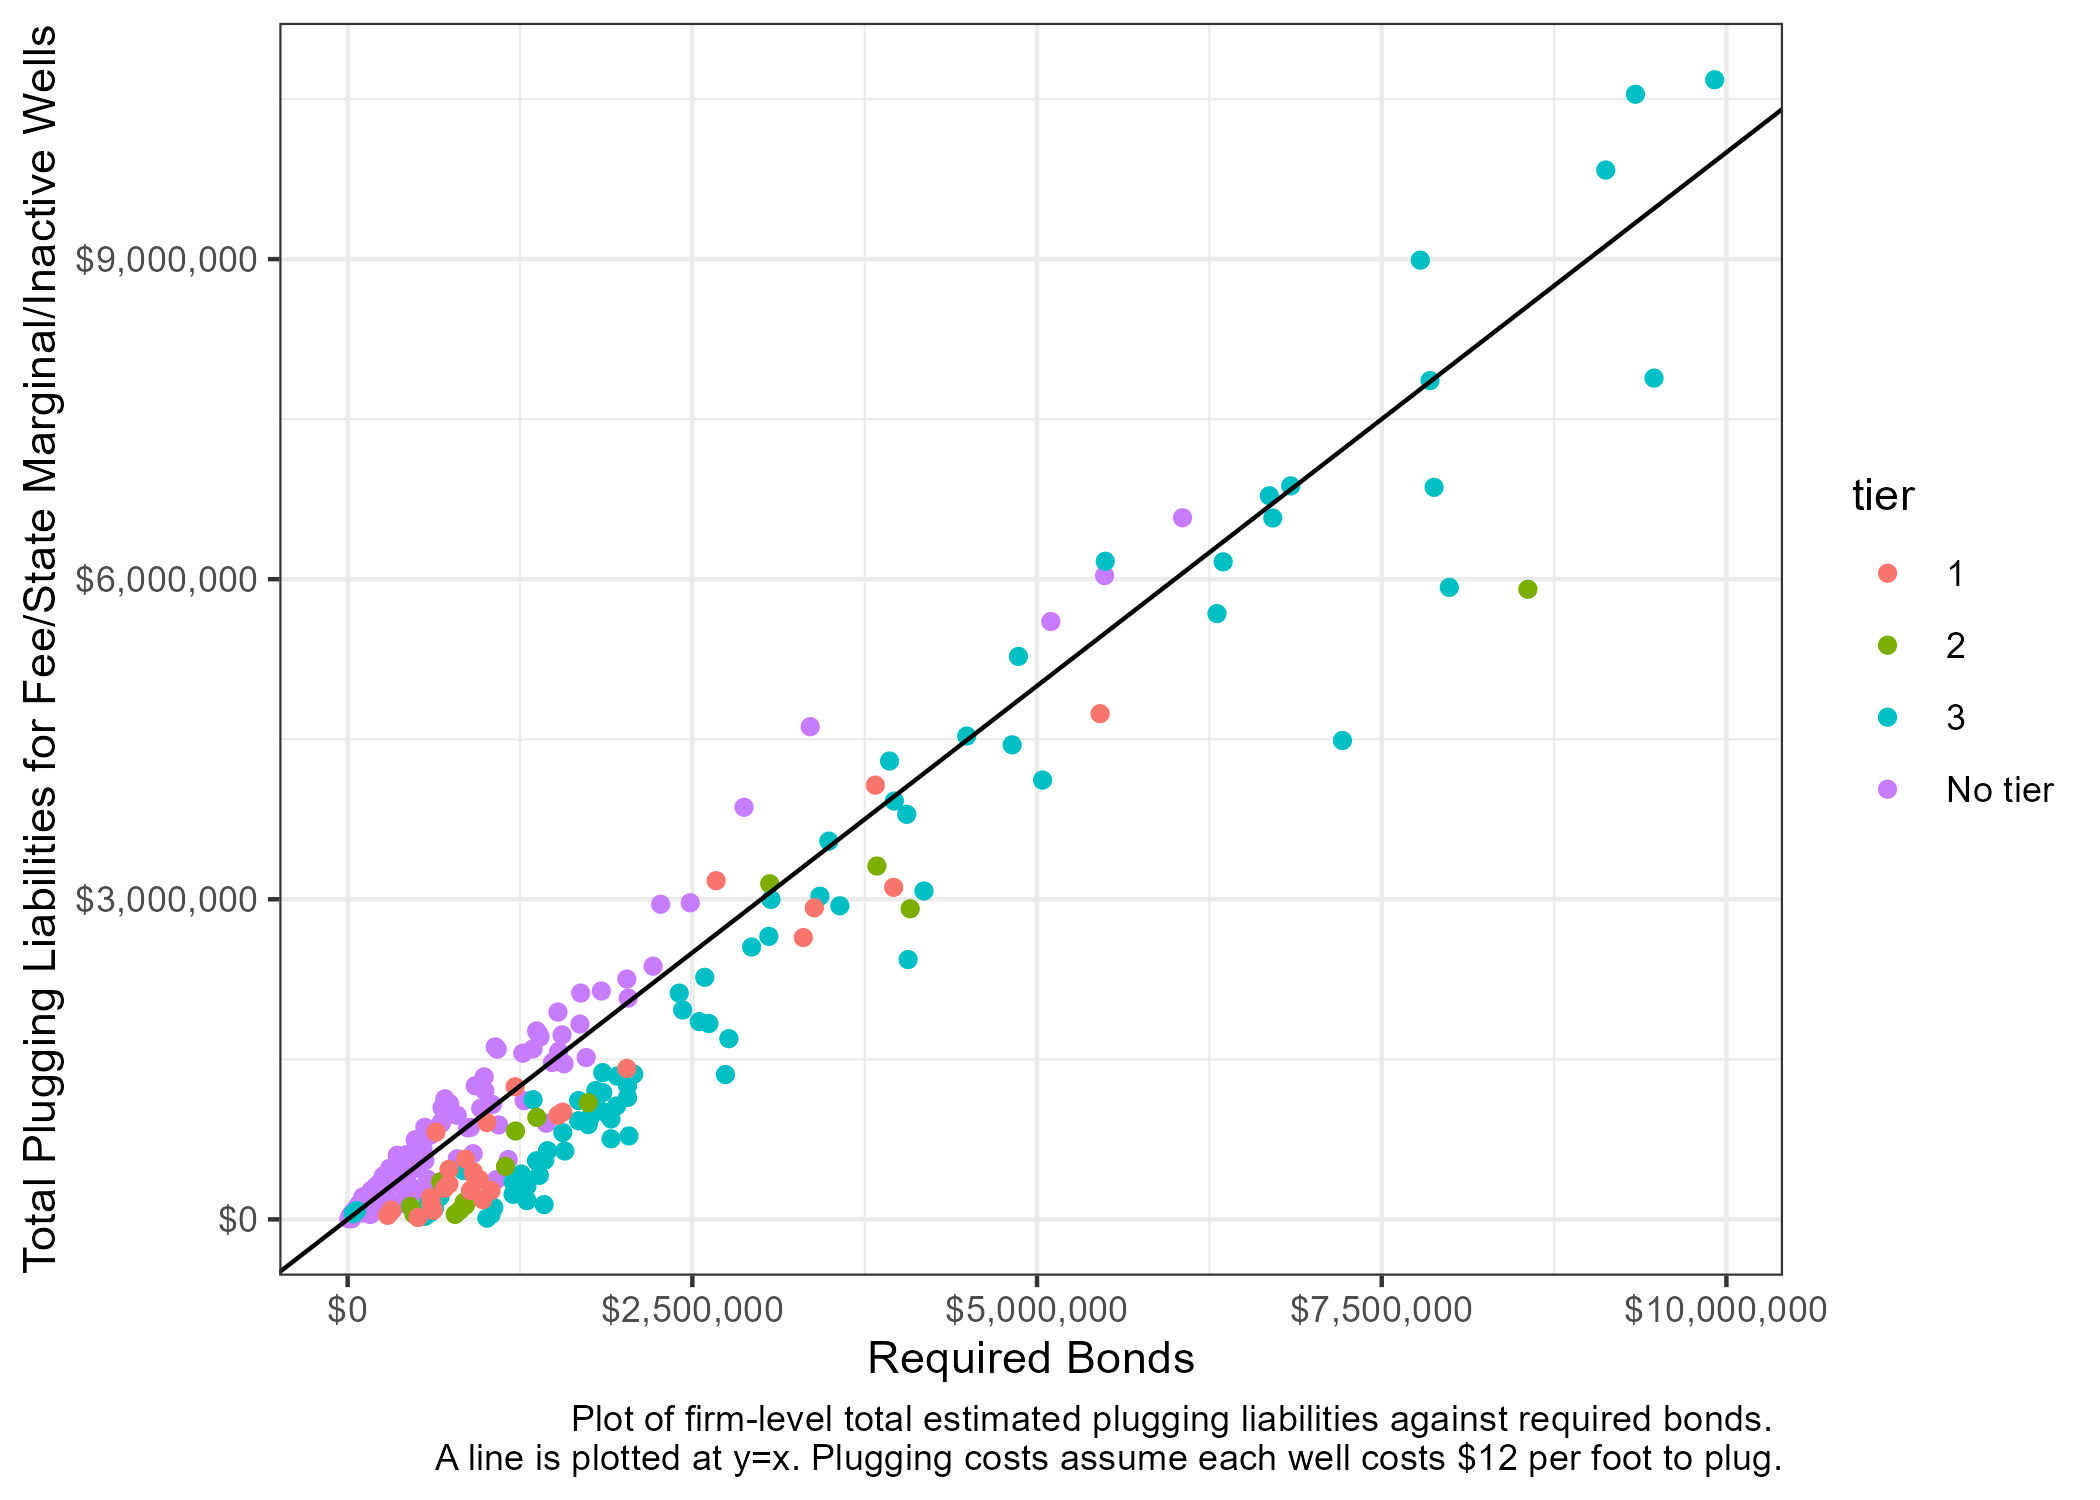 Total Plugging Liabilities for Fee/State Marginal/Inactive Wells
$9,000,000
$6,000,000
$3,000,000
$0
$0
$2,500,000
$5,000,000
$7,500,000
$10,000,000
Required Bonds
tier
1
2
3
No tier
Plot of firm-level total estimated plugging liabilities against required bonds.
A line is plotted at y=x. Plugging costs assume each well costs $12 per foot to plug.